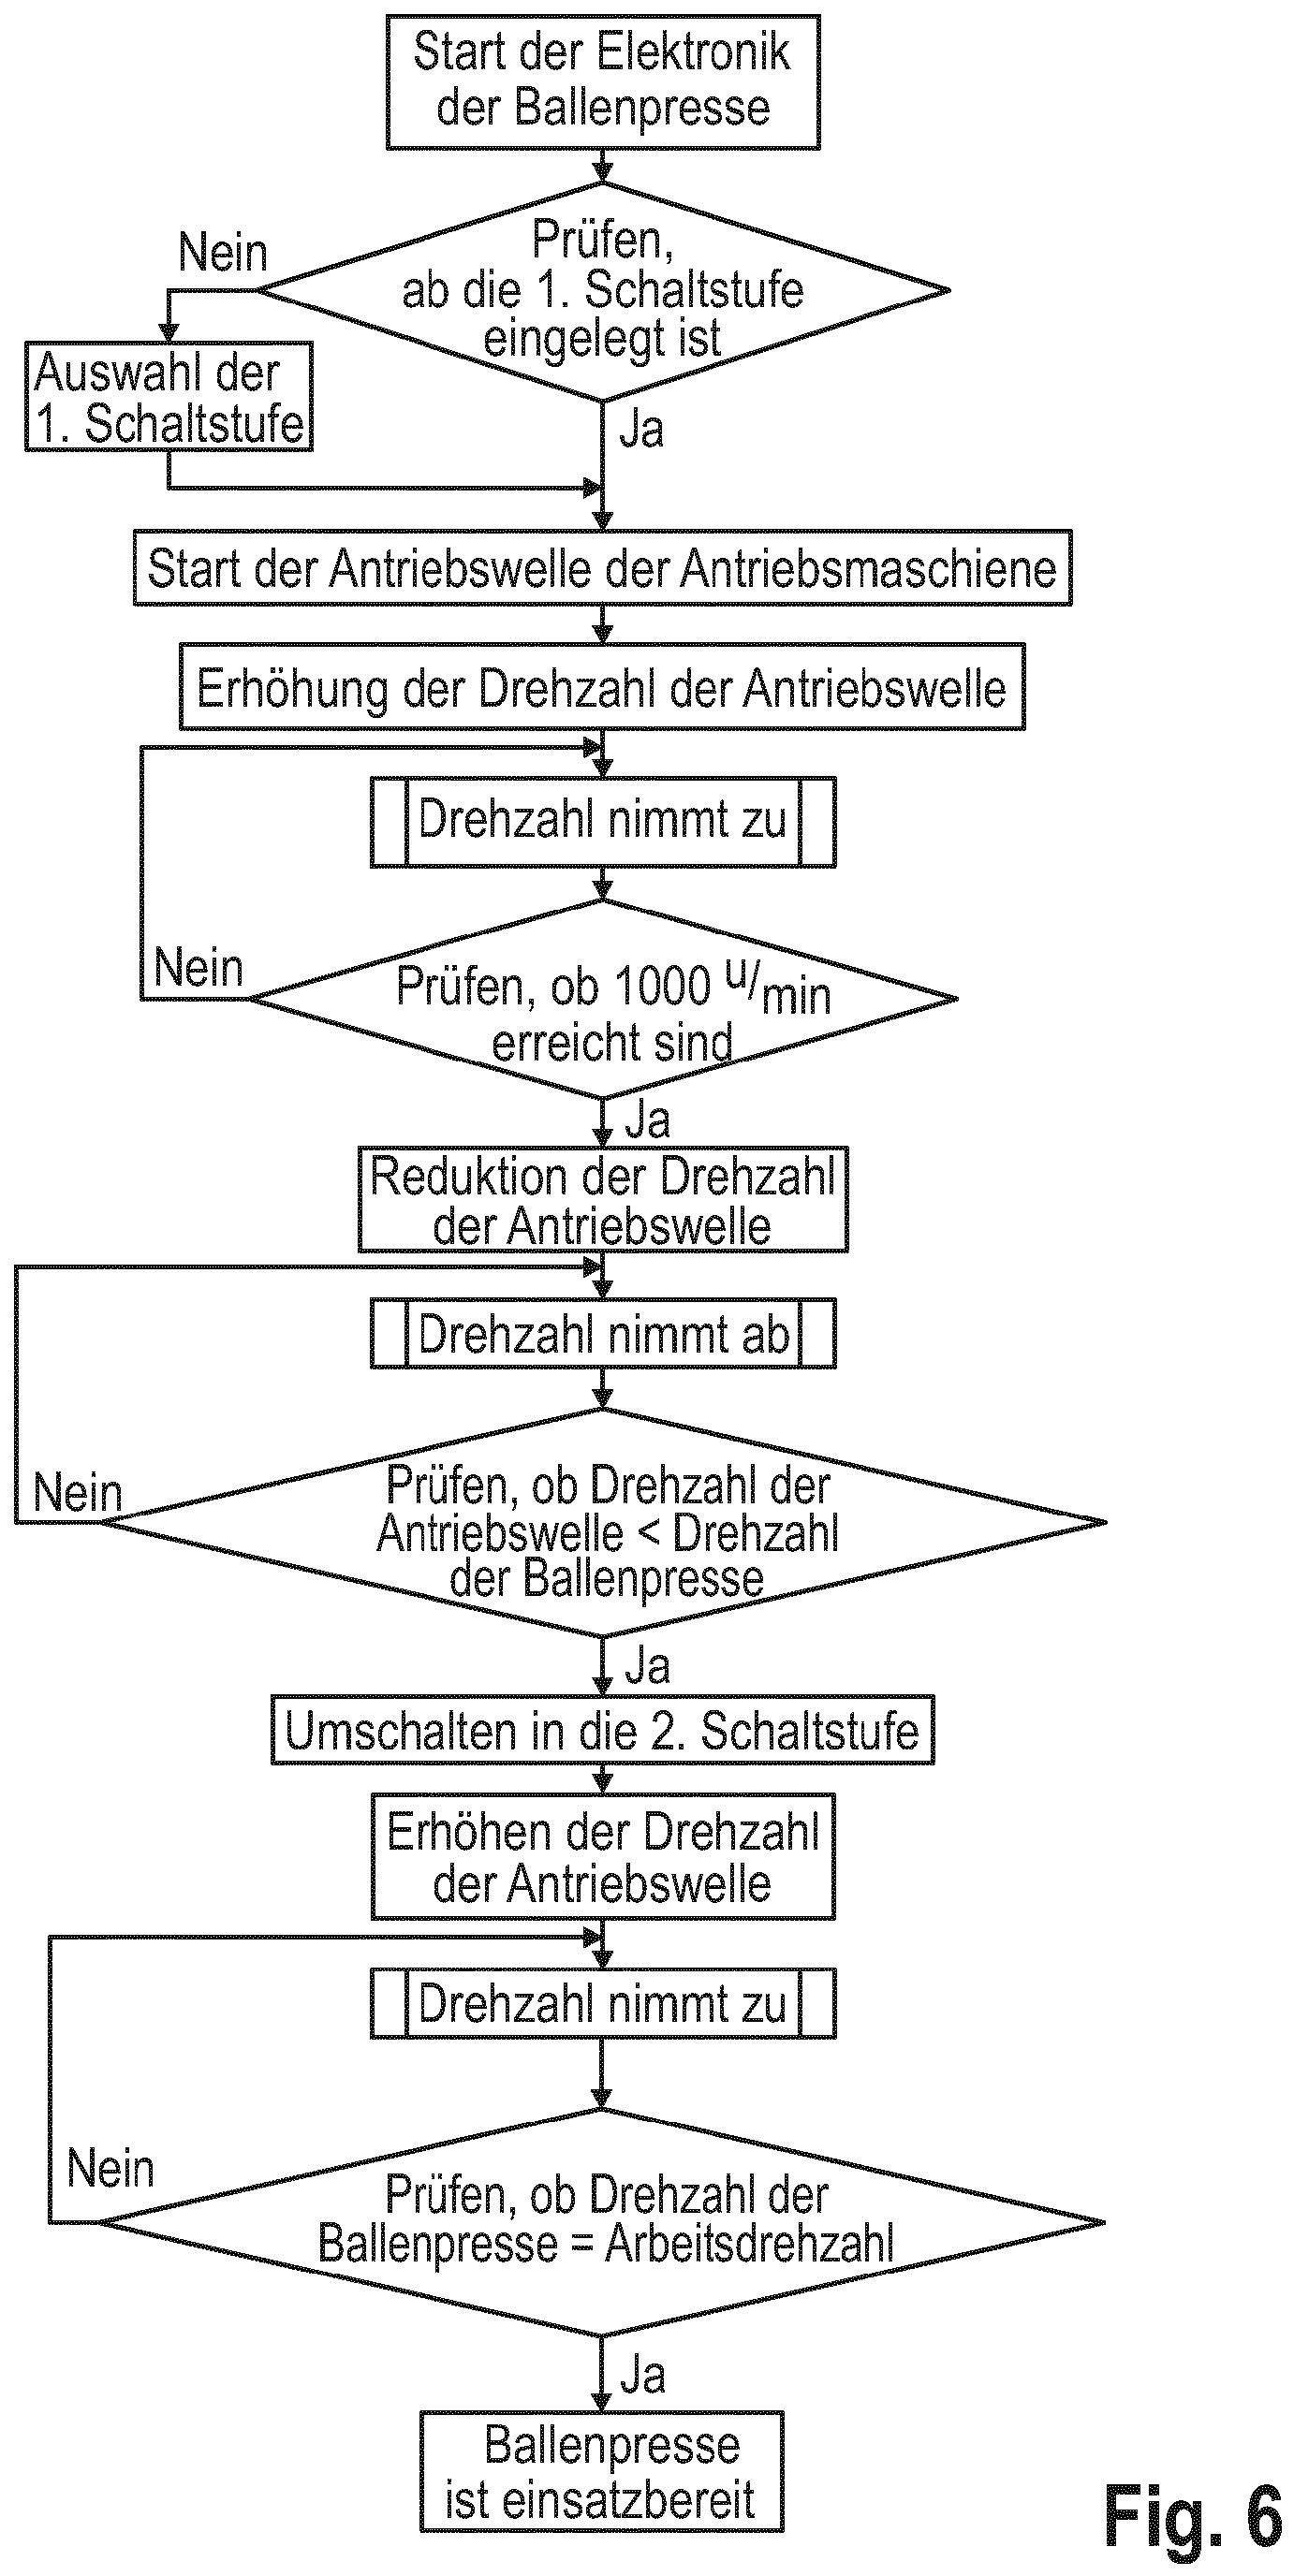 Start der Elektronik
der Ballenpresse
Prüfen,
ab die 1. Schaltstufe
eingelegt ist
Nein
Auswahl der
1. Schaltstufe
Ja
Start der Antriebswelle der Antriebsmaschiene
Erhöhung der Drehzahl der Antriebswelle
Drehzahl nimmt zu
Nein
Prüfen, ob 1000 u/min
erreicht sind
Ja
Reduktion der Drehzahl
der Antriebswelle
Drehzahl nimmt ab
Nein
Prüfen, ob Drehzahl der
Antriebswelle < Drehzahl
der Ballenpresse
Ja
Umschalten in die 2. Schaltstufe
Erhöhen der Drehzahl
der Antriebswelle
Drehzahl nimmt zu
Nein
Prüfen, ob Drehzahl der
Ballenpresse = Arbeitsdrehzahl
Ja
Ballenpresse
ist einsatzbereit
Fig. 6